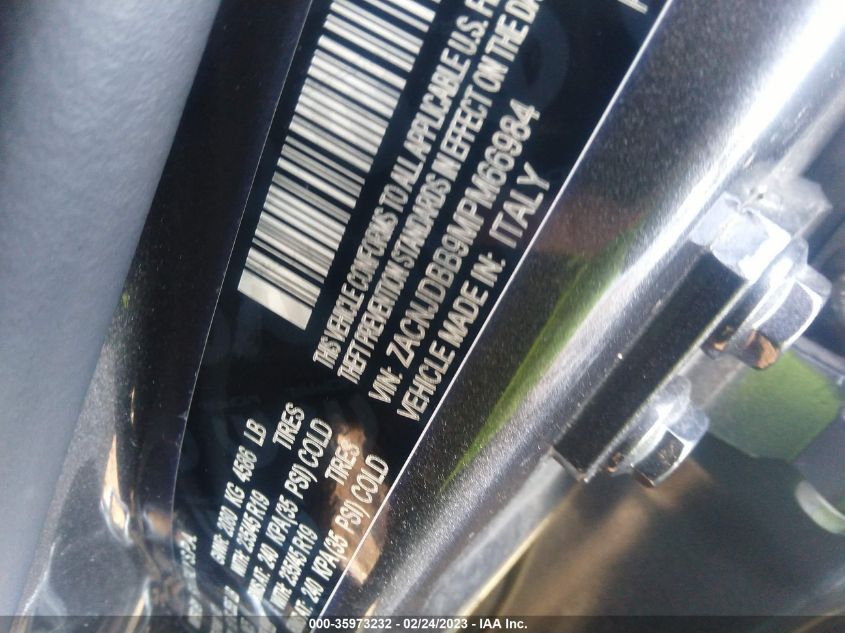 THIS VEHICLE CONFORMS TO ALL APPLICABLE U.S.
THEFT PREVENTION STANDARDS IN EFFECT ON THE
VIN: ZACNJDBB9MPM66984
VEHICLE MADE IN: ITALY
KG 4586 LB
235/45 R19 TIRES
240 KPA(35 PSI) COLD
235/45 R19 TIRES
240 KPA(35 PSI) COLD
000-35973232 - 02/24/2023 - IAA Inc.